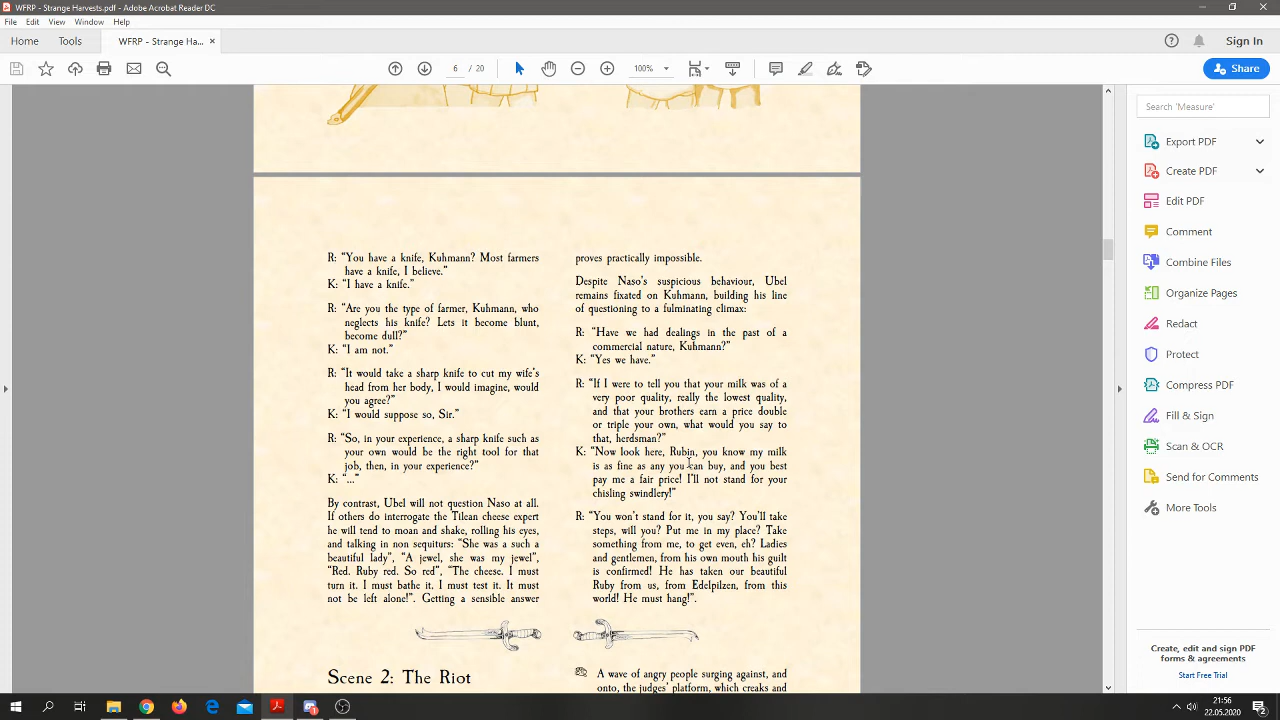 WFRP - Strange Harvests.pdf - Adobe Acrobat Reader DC
File Edit View Window Help
Home Tools WFRP - Strange Ha... ×
Sign In
6 / 20
100%
Share
R: “You have a knife, Kuhmann? Most farmers
have a knife, I believe.”
K: “I have a knife.”
R: “Are you the type of farmer, Kuhmann, who
neglects his knife? Lets it become blunt,
become dull?”
K: “I am not.”
R: “It would take a sharp knife to cut my wife’s
head from her body, I would imagine, would
you agree?”
K: “I would suppose so, Sir.”
R: “So, in your experience, a sharp knife such as
your own would be the right tool for that
job, then, in your experience?”
K: “...”
By contrast, Ubel will not question Naso at all.
If others do interrogate the Tilean cheese expert
he will tend to moan and shake, rolling his eyes,
and talking in non sequiturs: “She was a such a
beautiful lady”, “A jewel, she was my jewel”,
“Red. Ruby red. So red”, “The cheese. I must
turn it. I must bathe it, I must test it. It must
not be left alone!”. Getting a sensible answer
Scene 2: The Riot
proves practically impossible.
Despite Naso’s suspicious behaviour, Ubel
remains fixated on Kuhmann, building his line
of questioning to a fulminating climax:
R: “Have we had dealings in the past of a
commercial nature, Kuhmann?”
K: “Yes we have.”
R: “If I were to tell you that your milk was of a
very poor quality, really the lowest quality,
and that your brothers earn a price double
or triple your own, what would you say to
that, herdsman?”
K: “Now look here, Rubin, you know my milk
is as fine as any you can buy, and you best
pay me a fair price! I’ll not stand for your
chisling swindlery!”
R: “You won’t stand for it, you say? You’ll take
steps, will you? Put me in my place? Take
something from me, to get even, eh? Ladies
and gentlemen, from his own mouth his guilt
is confirmed! He has taken our beautiful
Ruby from us, from Edelpilzen, from this
world! He must hang!”.
A wave of angry people surging against, and
onto, the judges’ platform, which creaks and
Search 'Measure'
Export PDF
Create PDF
Edit PDF
Comment
Combine Files
Organize Pages
Redact
Protect
Compress PDF
Fill & Sign
Scan & OCR
Send for Comments
More Tools
Create, edit and sign PDF
forms & agreements
Start Free Trial
21:56
22.05.2020